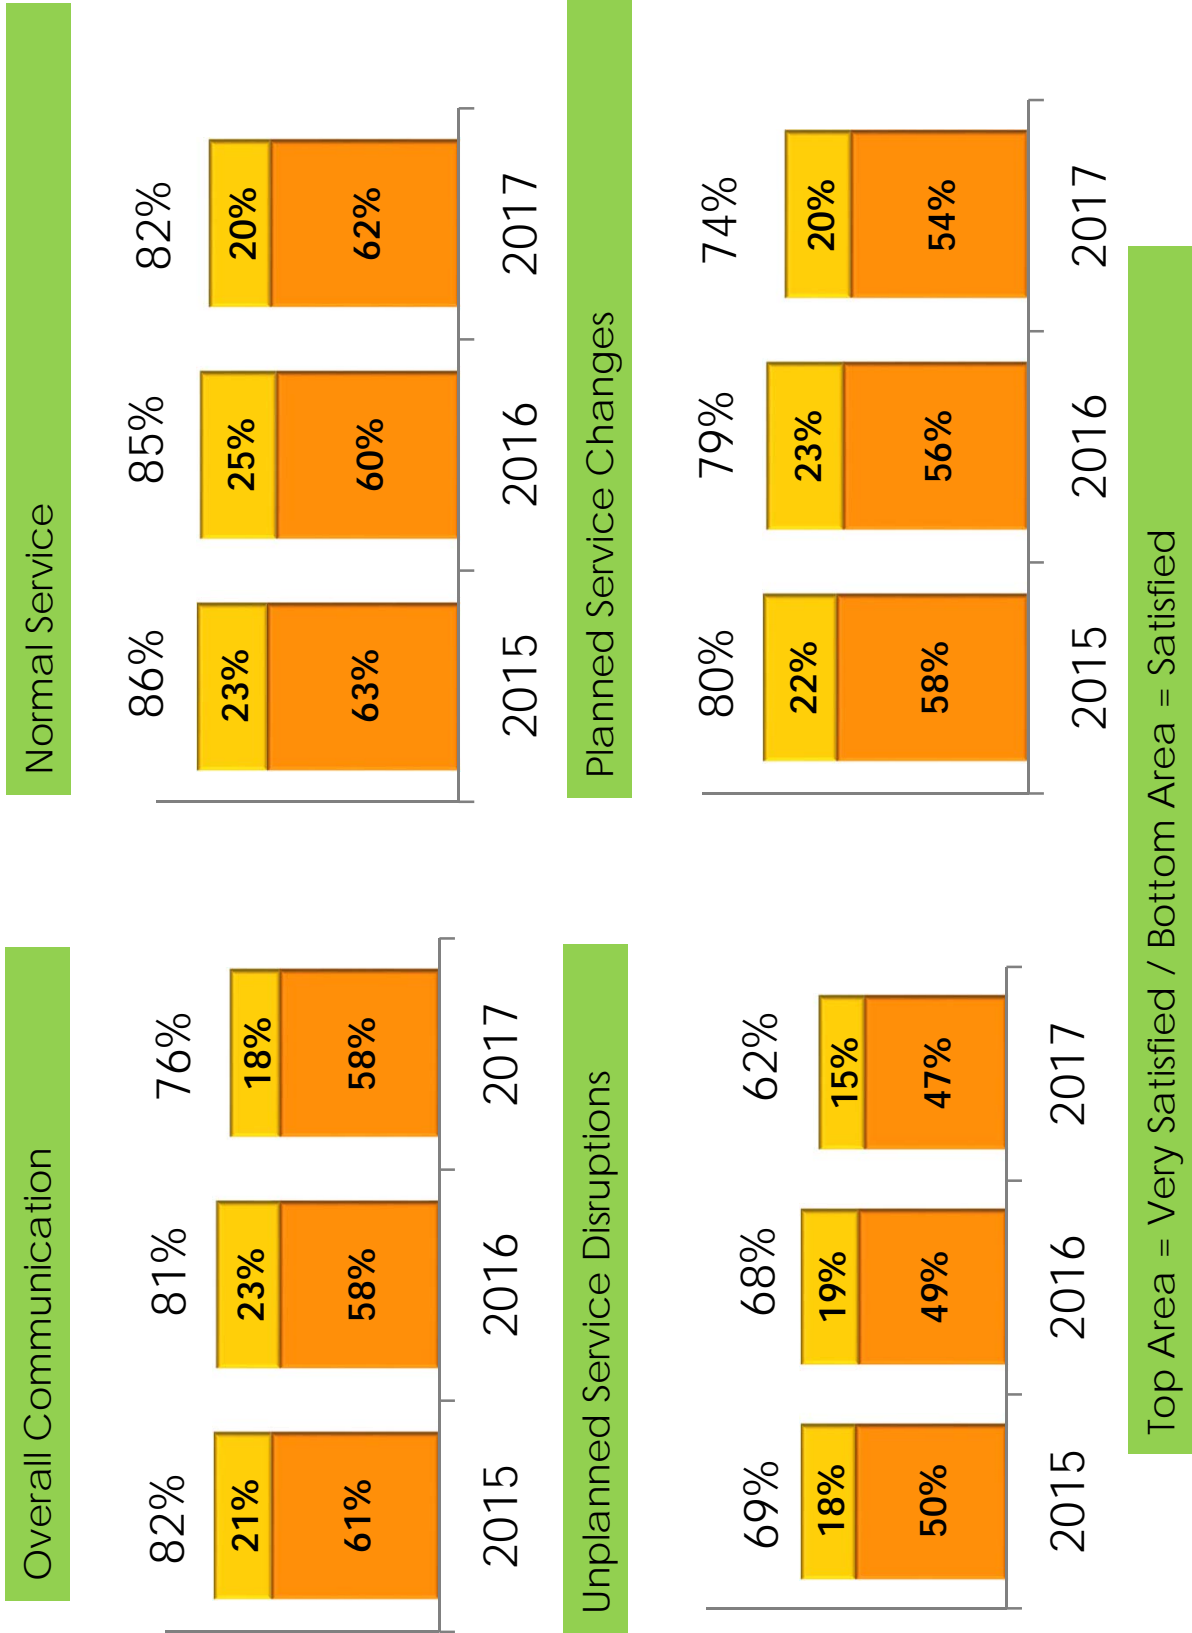 Overall Communication
82% 81% 76%
21% 23% 18%
61% 58% 58%
2015 2016 2017
Normal Service
86% 85% 82%
23% 25% 20%
63% 60% 62%
2015 2016 2017
Unplanned Service Disruptions
69% 68% 62%
18% 19% 15%
50% 49% 47%
2015 2016 2017
Planned Service Changes
80% 79% 74%
22% 23% 20%
58% 56% 54%
2015 2016 2017
Top Area = Very Satisfied / Bottom Area = Satisfied